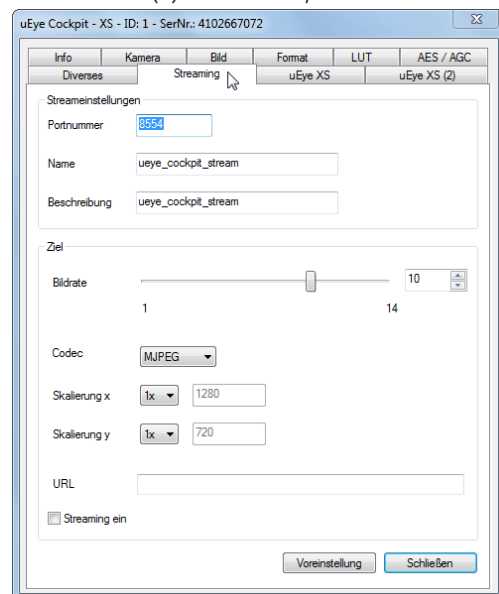 uEye Cockpit - XS - ID: 1 - SerNr.: 4102667072
Info Kamera Bild Format LUT AES / AGC
Diverses Streaming uEye XS uEye XS (2)
Streameinstellungen
Portnummer 8554
Name ueye_cockpit_stream
Beschreibung ueye_cockpit_stream
Ziel
Bildrate 10
1 14
Codec MJPEG
Skalierung x 1x 1280
Skalierung y 1x 720
URL
Streaming ein
Voreinstellung Schließen